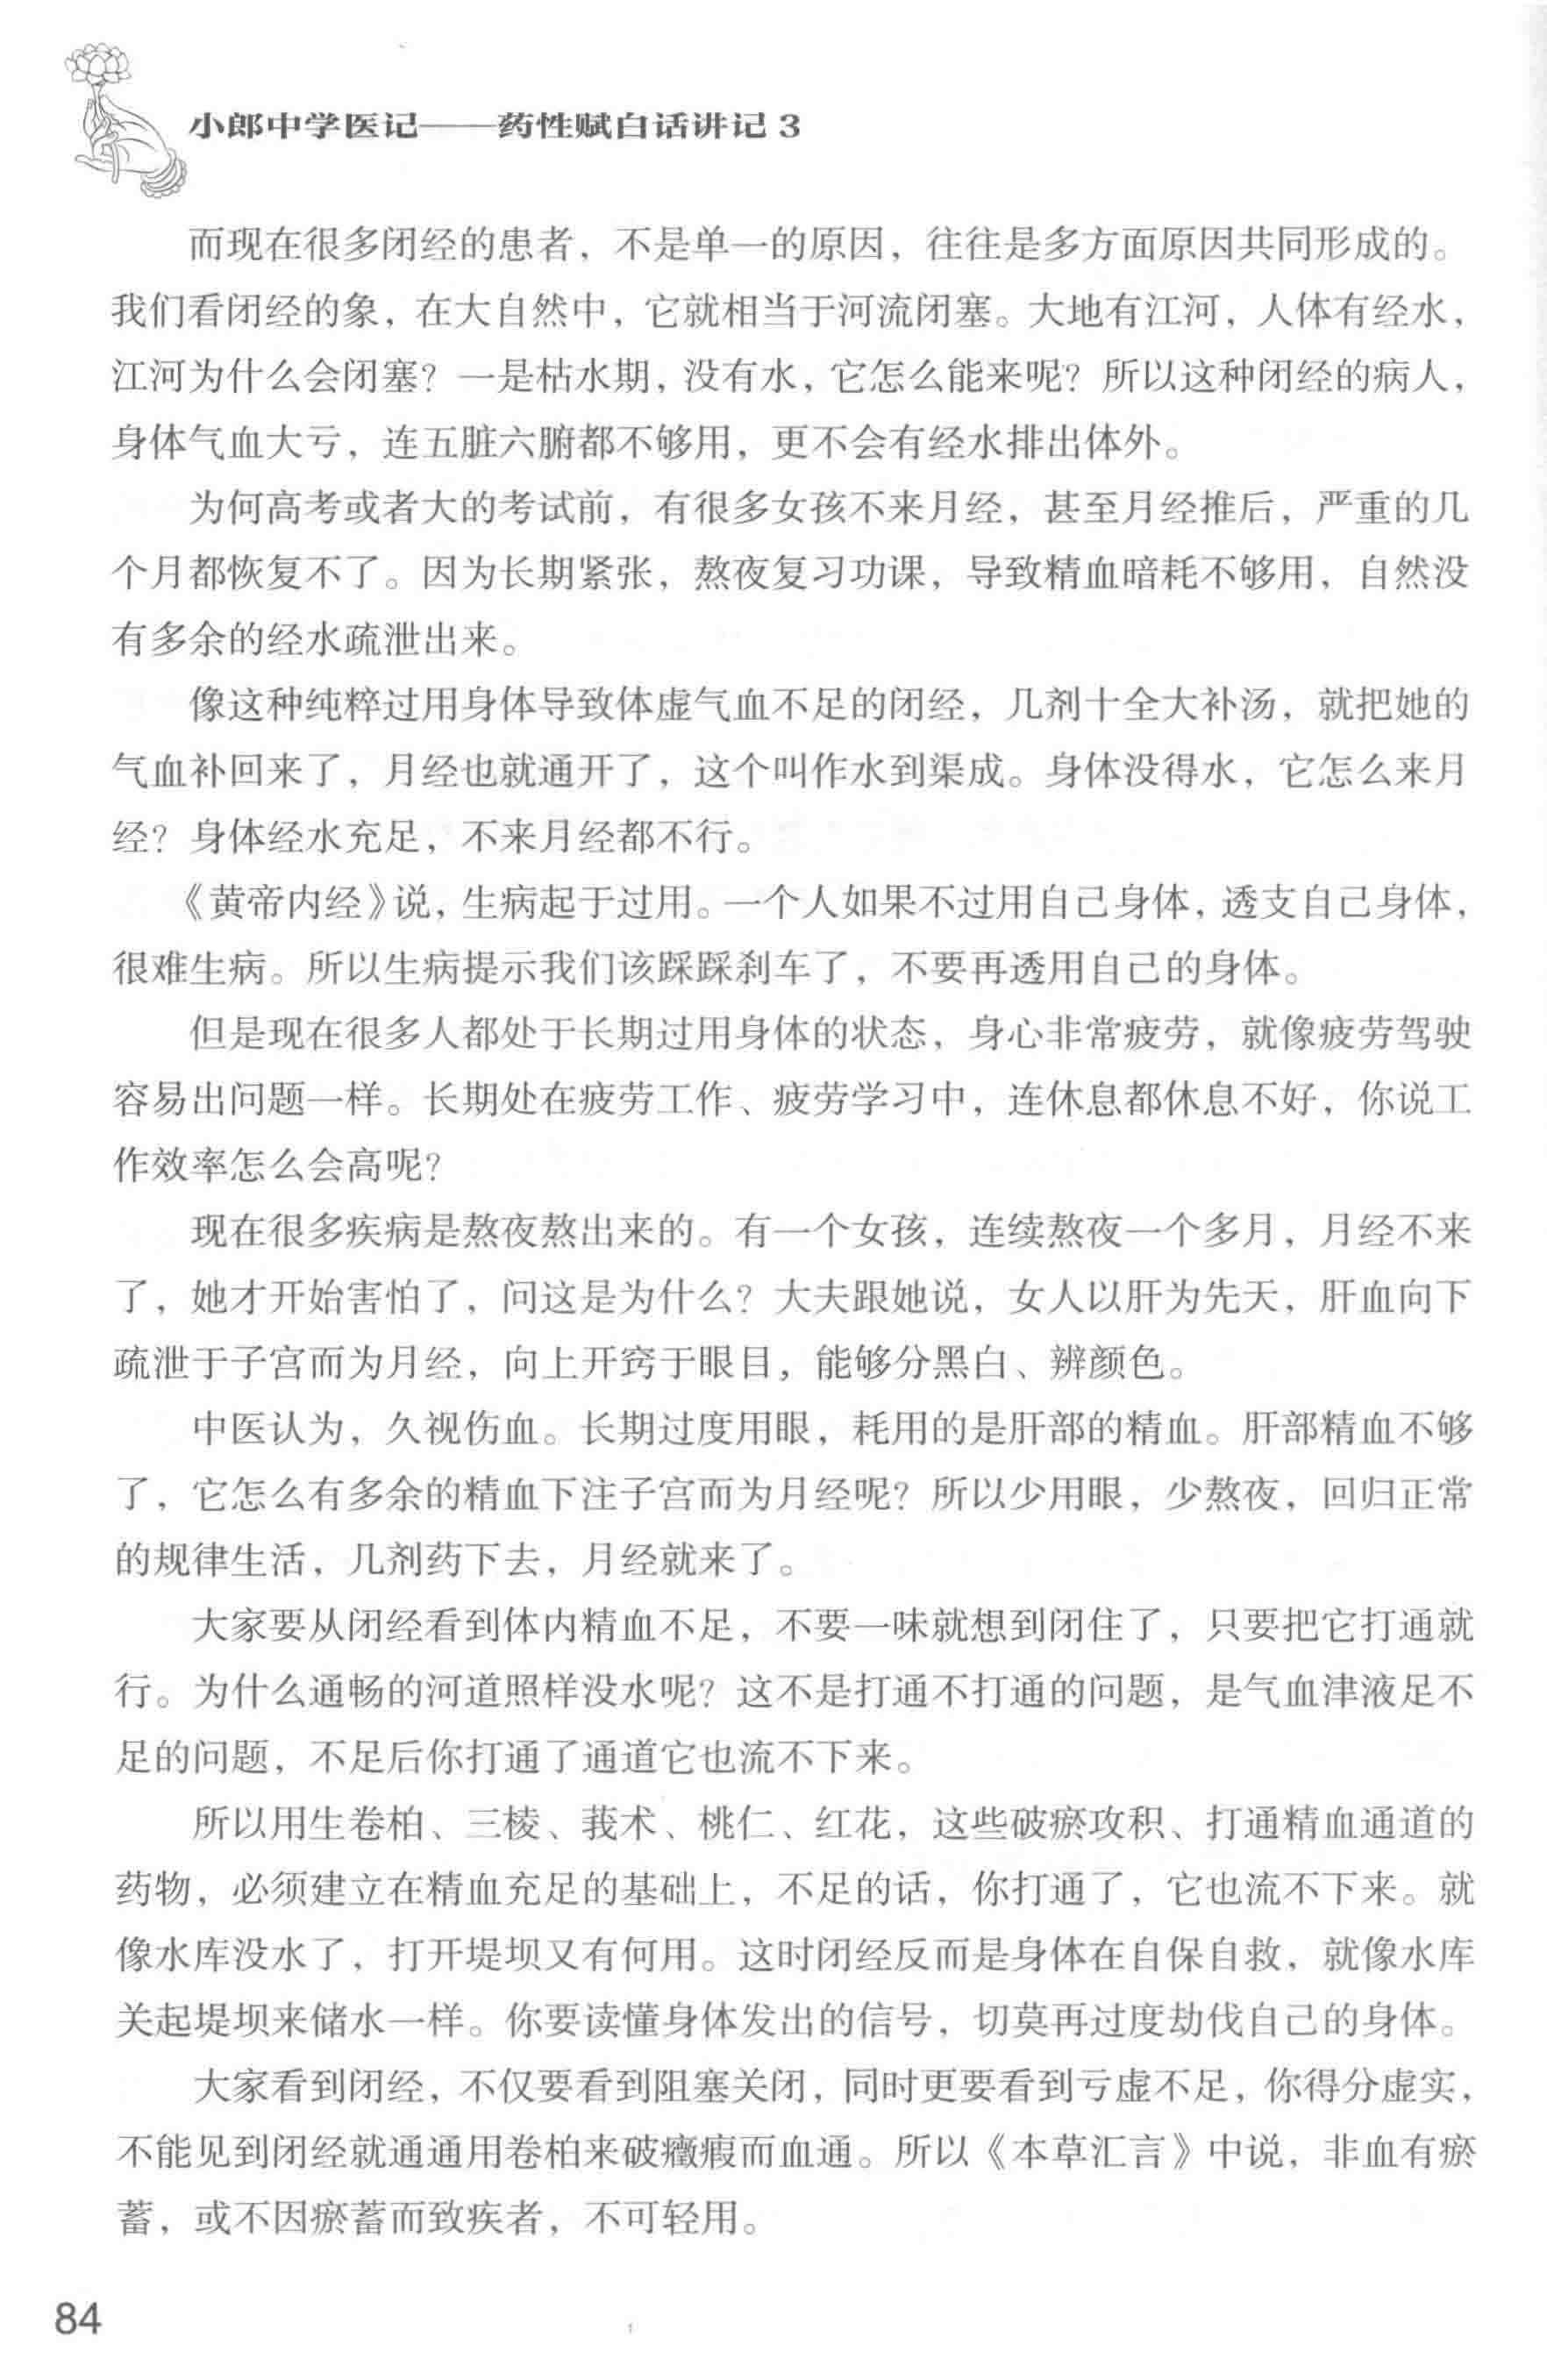 小郎中学医记——药性赋白话讲记 3
而现在很多闭经的患者，不是单一的原因，往往是多方面原因共同形成的。
我们看闭经的象，在大自然中，它就相当于河流闭塞。大地有江河，人体有经水，
江河为什么会闭塞？一是枯水期，没有水，它怎么能来呢？所以这种闭经的病人，
身体气血大亏，连五脏六腑都不够用，更不会有经水排出体外。
为何高考或者大的考试前，有很多女孩不来月经，甚至月经推后，严重的几
个月都恢复不了。因为长期紧张，熬夜复习功课，导致精血暗耗不够用，自然没
有多余的经水疏泄出来。
像这种纯粹过用身体导致体虚气血不足的闭经，几剂十全大补汤，就把她的
气血补回来了，月经也就通开了，这个叫作水到渠成。身体没得水，它怎么来月
经？身体经水充足，不来月经都不行。
《黄帝内经》说，生病起于过用。一个人如果不过用自己身体，透支自己身体，
很难生病。所以生病提示我们该踩踩刹车了，不要再透用自己的身体。
但是现在很多人都处于长期过用身体的状态，身心非常疲劳，就像疲劳驾驶
容易出问题一样。长期处在疲劳工作、疲劳学习中，连休息都休息不好，你说工
作效率怎么会高呢？
现在很多疾病是熬夜熬出来的。有一个女孩，连续熬夜一个多月，月经不来
了，她才开始害怕了，问这是为什么？大夫跟她说，女人以肝为先天，肝血向下
疏泄于子宫而为月经，向上开窍于眼目，能够分黑白、辨颜色。
中医认为，久视伤血。长期过度用眼，耗用的是肝部的精血。肝部精血不够
了，它怎么有多余的精血下注子宫而为月经呢？所以少用眼，少熬夜，回归正常
的规律生活，几剂药下去，月经就来了。
大家要从闭经看到体内精血不足，不要一味就想到闭住了，只要把它打通就
行。为什么通畅的河道照样没水呢？这不是打通不打通的问题，是气血津液足不
足的问题，不足后你打通了通道它也流不下来。
所以用生卷柏、三棱、莪术、桃仁、红花，这些破瘀攻积、打通精血通道的
药物，必须建立在精血充足的基础上，不足的话，你打通了，它也流不下来。就
像水库没水了，打开堤坝又有何用。这时闭经反而是身体在自保自救，就像水库
关起堤坝来储水一样。你要读懂身体发出的信号，切莫再过度劫伐自己的身体。
大家看到闭经，不仅要看到阻塞关闭，同时更要看到亏虚不足，你得分虚实，
不能见到闭经就通通用卷柏来破癥瘕而血通。所以《本草汇言》中说，非血有瘀
蓄，或不因瘀蓄而致疾者，不可轻用。
84